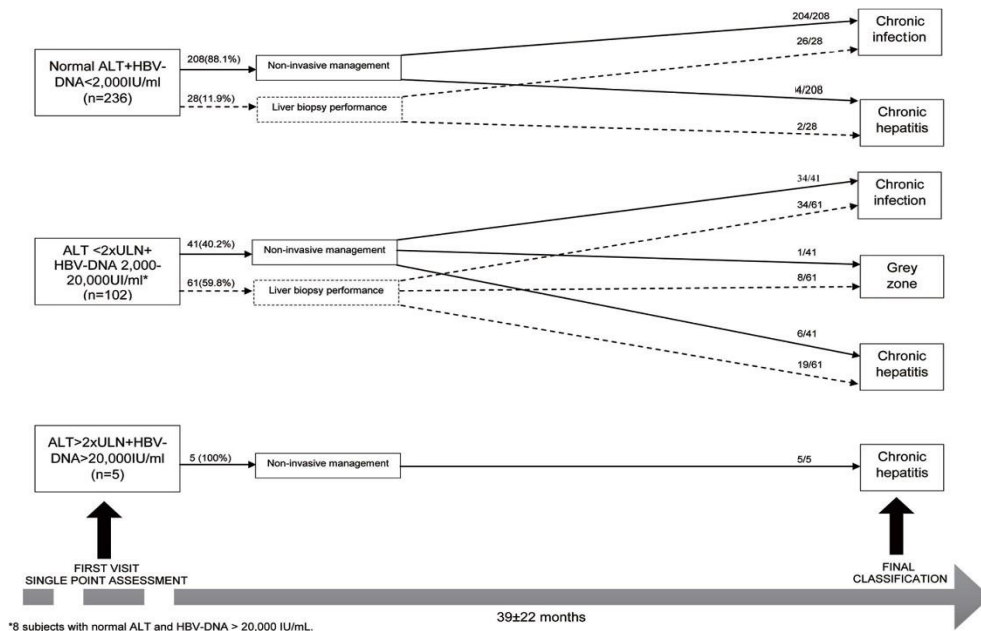 Normal ALT+HBV-
DNA<2,000IU/ml
(n=236)
208(88.1%)
28(11.9%)
Non-invasive management
Liver biopsy performance
204/208
26/28
4/208
2/28
Chronic
infection
Chronic
hepatitis
ALT <2xULN+
HBV-DNA 2,000-
20,000UI/ml*
(n=102)
41(40.2%)
61(59.8%)
Non-invasive management
Liver biopsy performance
34/41
34/61
1/41
8/61
6/41
19/61
Chronic
infection
Grey
zone
Chronic
hepatitis
ALT>2xULN+HBV-
DNA>20,000IU/ml
(n=5)
5 (100%)
Non-invasive management
5/5
Chronic
hepatitis
FIRST VISIT
SINGLE POINT ASSESSMENT
FINAL
CLASSIFICATION
39±22 months
*8 subjects with normal ALT and HBV-DNA > 20,000 IU/mL.